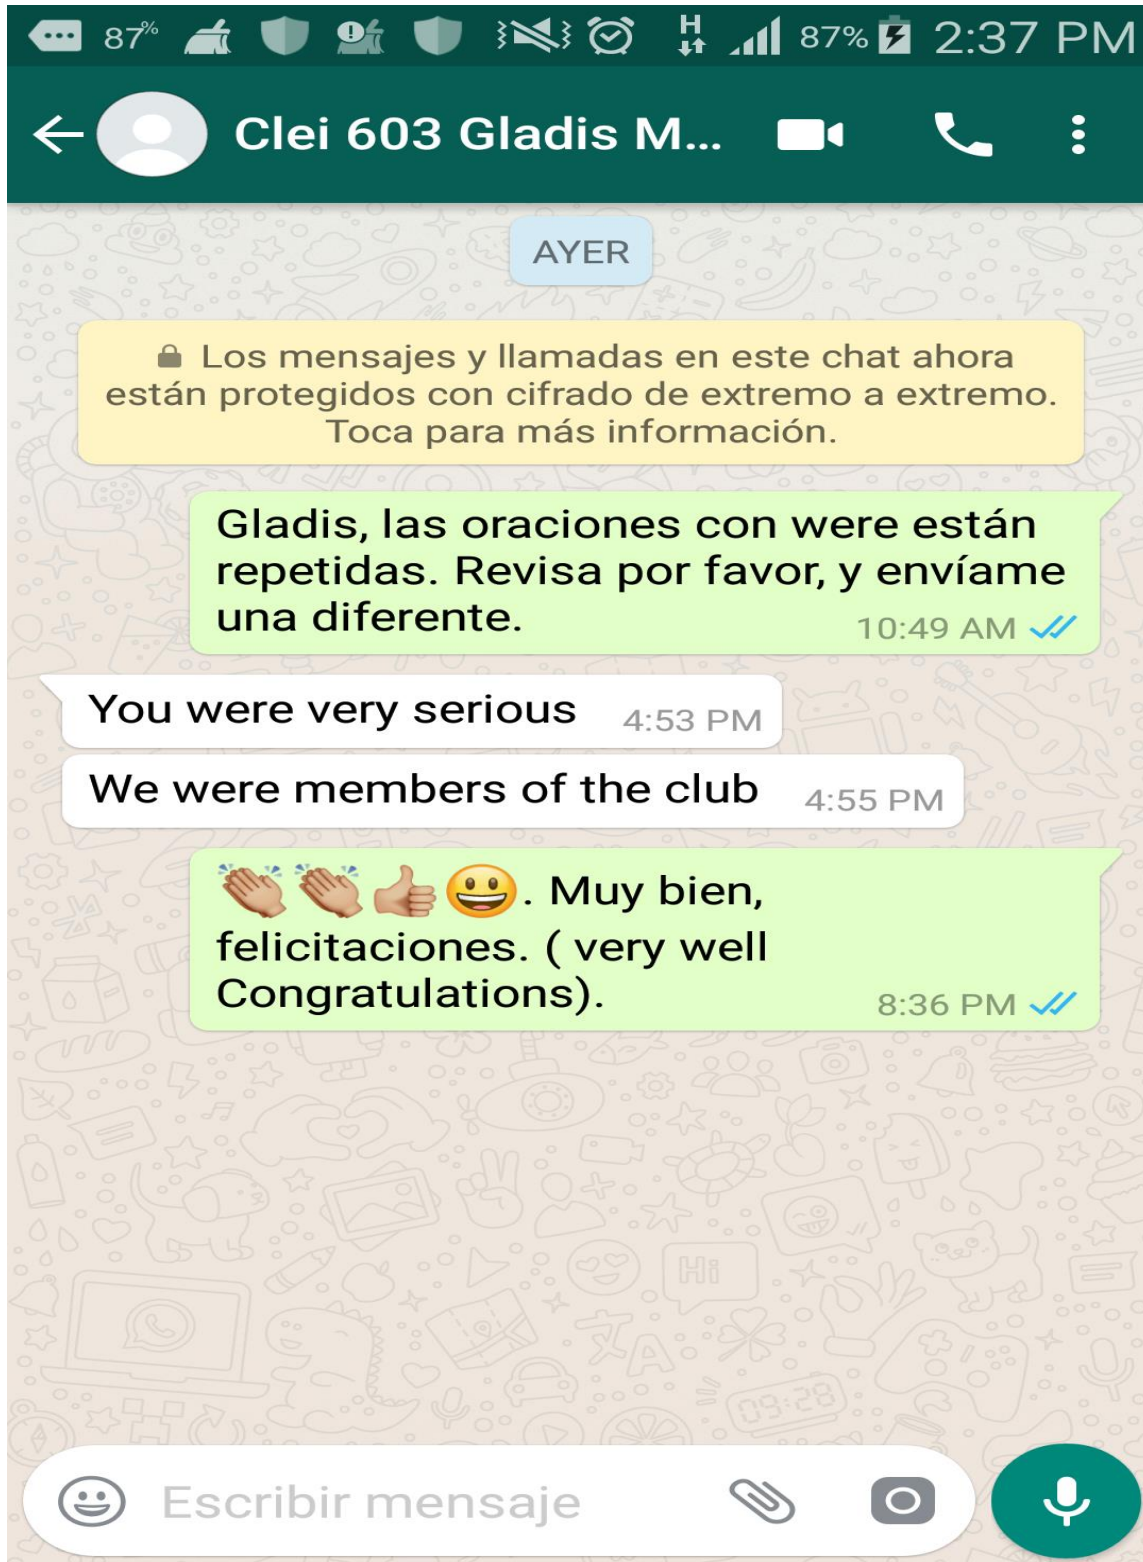 87% H 87% 2:37 PM
Clei 603 Gladis M...
AYER
Los mensajes y llamadas en este chat ahora
están protegidos con cifrado de extremo a extremo.
Toca para más información.
Gladis, las oraciones con were están
repetidas. Revisa por favor, y envíame
una diferente. 10:49 AM
You were very serious 4:53 PM
We were members of the club 4:55 PM
👏👏👍😃. Muy bien,
felicitaciones. ( very well
Congratulations). 8:36 PM
Hi
09:28
Escribir mensaje